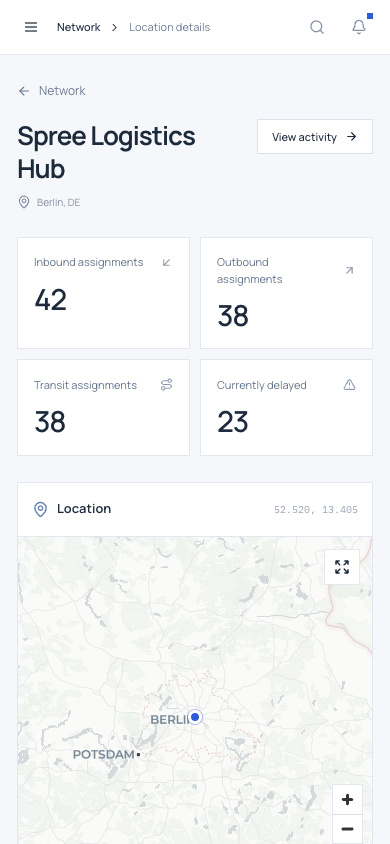 Network > Location details
Network
Spree Logistics
Hub
View activity
Berlin, DE
Inbound assignments
42
Outbound
assignments
38
Transit assignments
38
Currently delayed
23
Location
52.520, 13.405
BERLI
POTSDAM